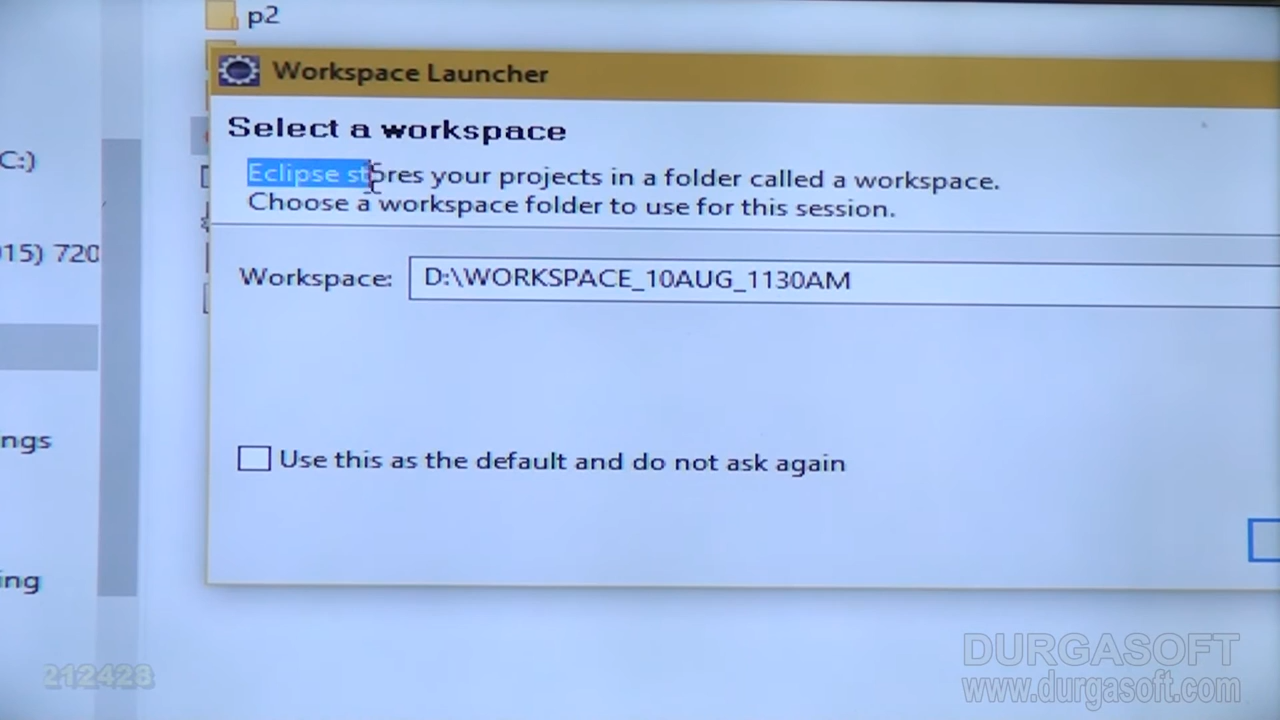 p2
Workspace Launcher
Select a workspace
Eclipse stores your projects in a folder called a workspace.
Choose a workspace folder to use for this session.
C:)
015) 720
Workspace: D:\WORKSPACE_10AUG_1130AM
ngs
Use this as the default and do not ask again
ing
DURGASOFT
www.durgasoft.com
212428